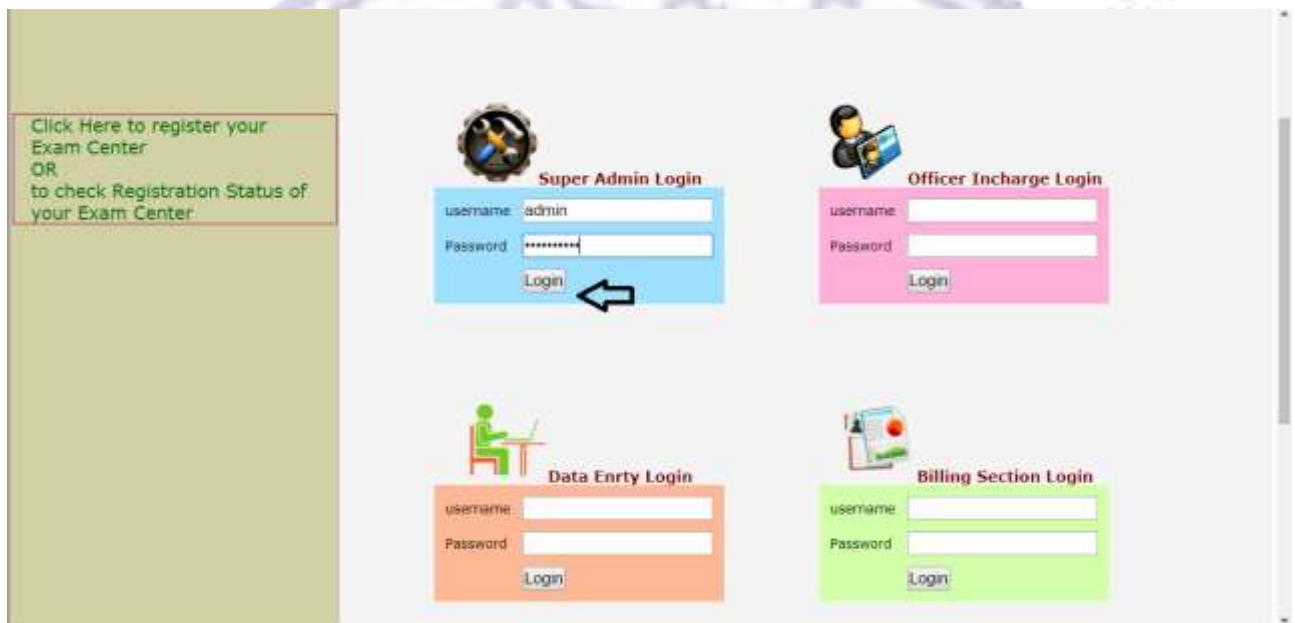 Click Here to register your
Exam Center
OR
to check Registration Status of
your Exam Center
Super Admin Login
username admin
Password ••••••••••
Login
Officer Incharge Login
username
Password
Login
Data Enrty Login
username
Password
Login
Billing Section Login
username
Password
Login